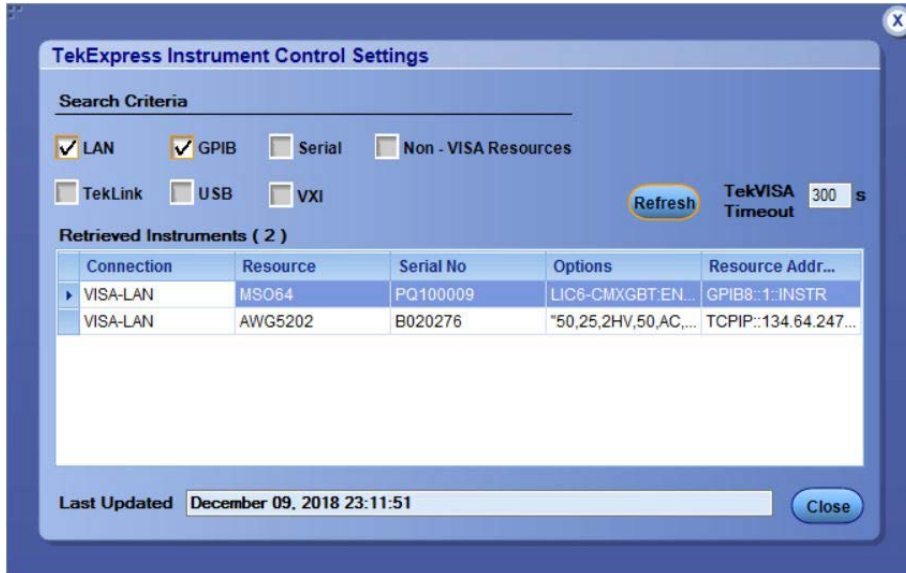 X
TekExpress Instrument Control Settings
Search Criteria
LAN GPIB Serial Non - VISA Resources
TekLink USB VXI
Refresh TekVISA Timeout 300 s
Retrieved Instruments ( 2 )
Connection Resource Serial No Options Resource Addr...
VISA-LAN MSO64 PQ100009 LIC6-CMXGBT:EN... GPIB8::1::INSTR
VISA-LAN AWG5202 B020276 "50,25,2HV,50,AC,... TCPIP::134.64.247...
Last Updated December 09, 2018 23:11:51 Close